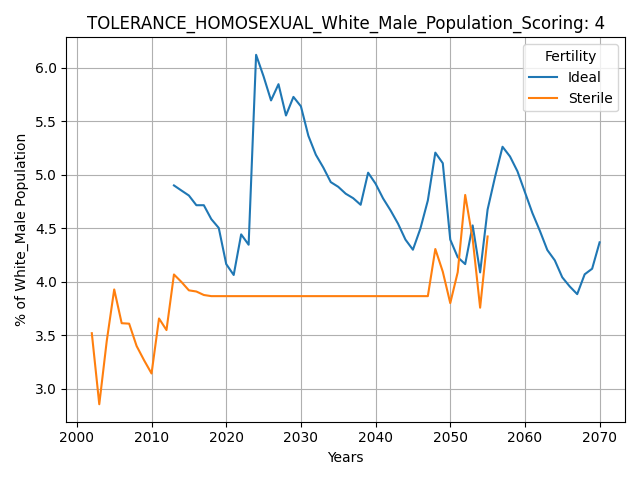 TOLERANCE_HOMOSEXUAL_White_Male_Population_Scoring: 4
Fertility
Ideal
Sterile
% of White_Male Population
6.0
5.5
5.0
4.5
4.0
3.5
3.0
2000 2010 2020 2030 2040 2050 2060 2070
Years